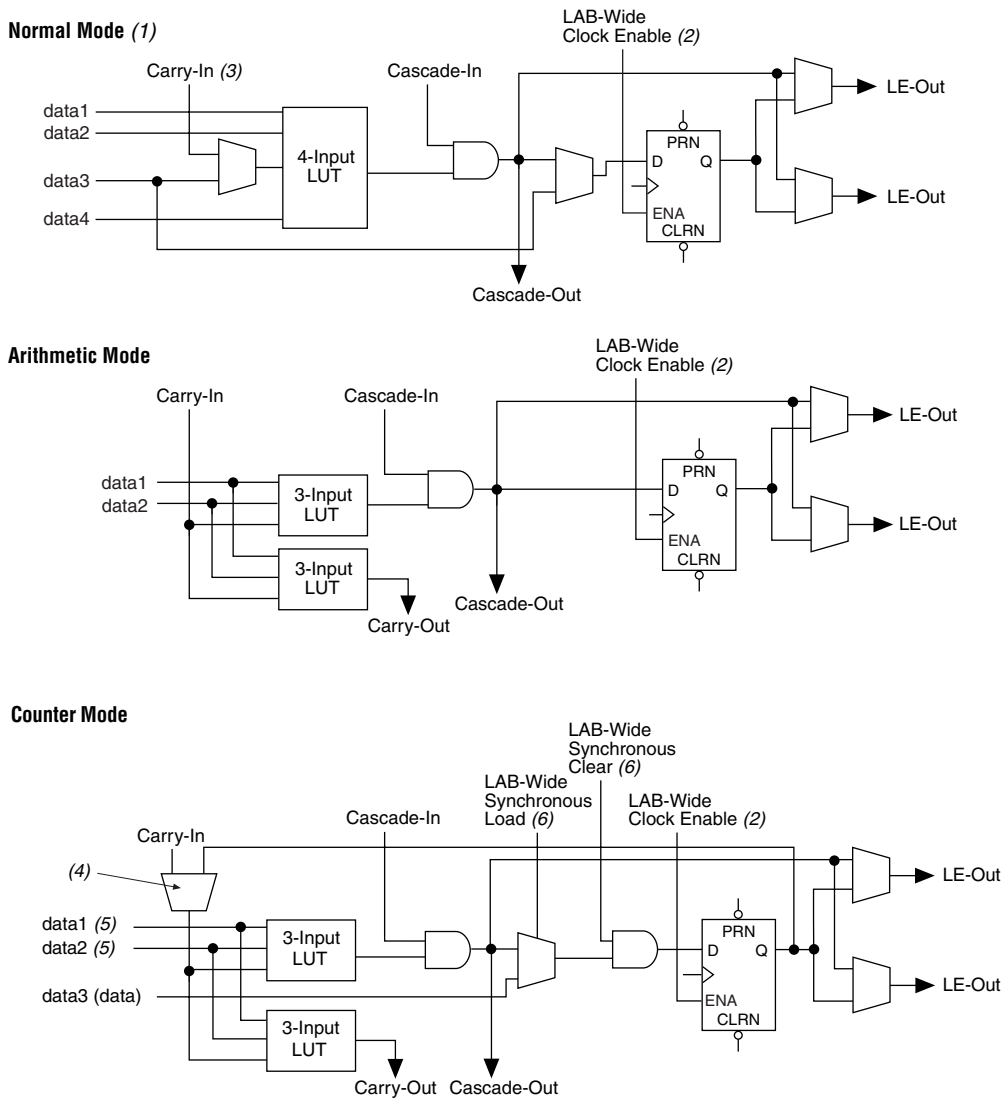 Normal Mode (1)
LAB-Wide
Clock Enable (2)
Carry-In (3)
Cascade-In
data1
data2
data3
data4
4-Input
LUT
PRN
D
Q
ENA
CLRN
LE-Out
LE-Out
Cascade-Out
Arithmetic Mode
LAB-Wide
Clock Enable (2)
Carry-In
Cascade-In
data1
data2
3-Input
LUT
3-Input
LUT
PRN
D
Q
ENA
CLRN
LE-Out
LE-Out
Cascade-Out
Carry-Out
Counter Mode
LAB-Wide
Synchronous
Clear (6)
LAB-Wide
Synchronous
Load (6)
LAB-Wide
Clock Enable (2)
Cascade-In
Carry-In
(4)
data1 (5)
data2 (5)
data3 (data)
3-Input
LUT
3-Input
LUT
PRN
D
Q
ENA
CLRN
LE-Out
LE-Out
Carry-Out
Cascade-Out